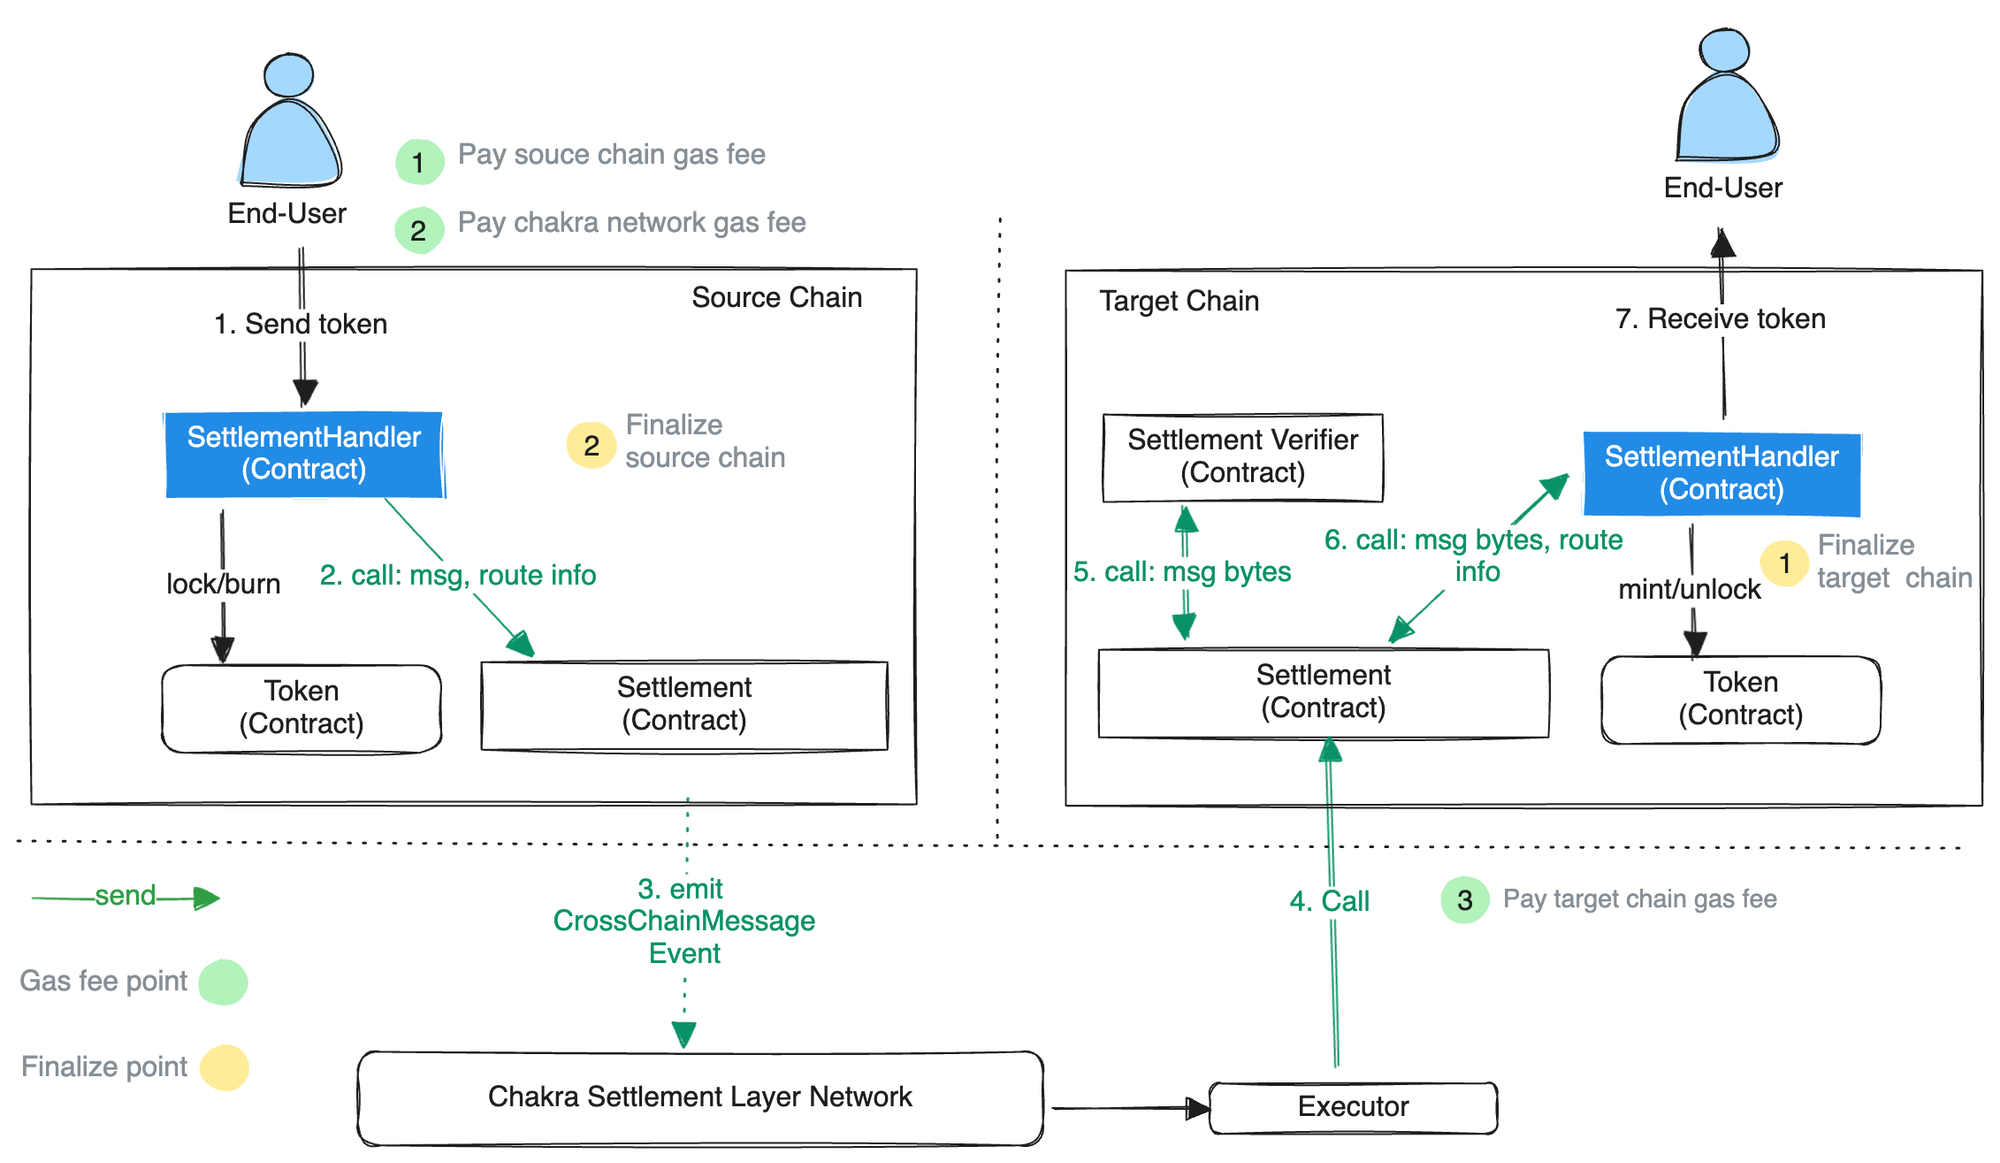 End-User
1
Pay souce chain gas fee
2
Pay chakra network gas fee
Source Chain
1. Send token
SettlementHandler
(Contract)
2
Finalize
source chain
lock/burn
2. call: msg, route info
Token
(Contract)
Settlement
(Contract)
End-User
Target Chain
7. Receive token
Settlement Verifier
(Contract)
SettlementHandler
(Contract)
5. call: msg bytes
6. call: msg bytes, route
info
1
Finalize
target chain
mint/unlock
Settlement
(Contract)
Token
(Contract)
send
Gas fee point
Finalize point
3. emit
CrossChainMessage
Event
4. Call
3
Pay target chain gas fee
Chakra Settlement Layer Network
Executor